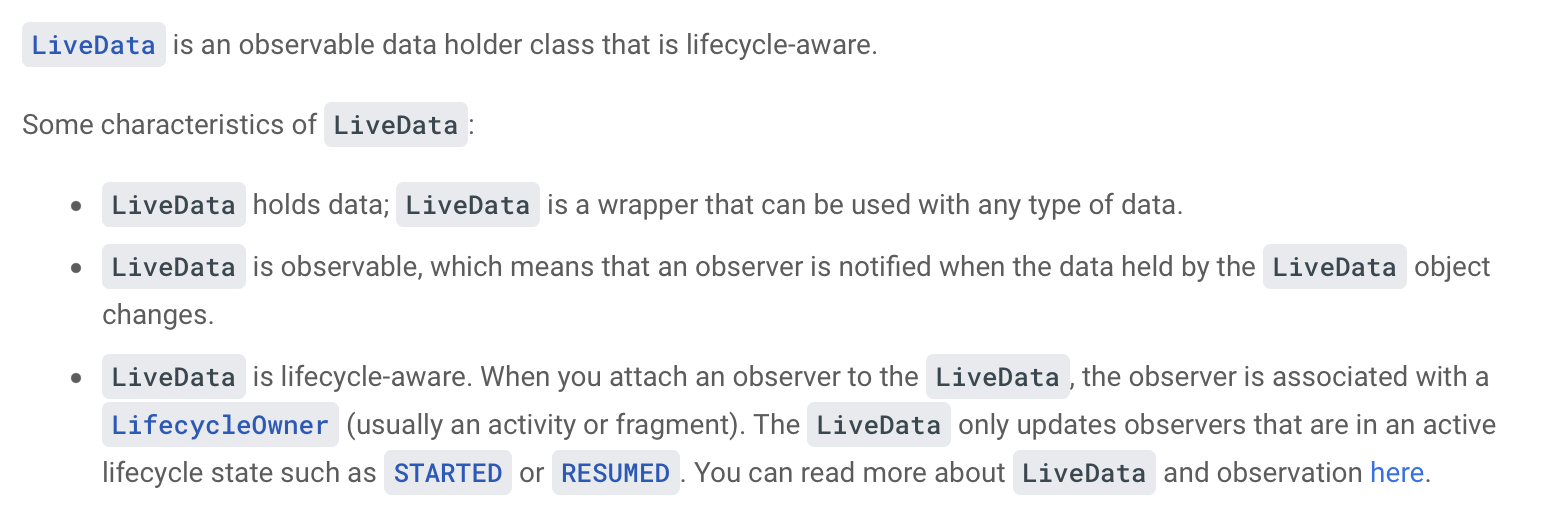 LiveData is an observable data holder class that is lifecycle-aware.
Some characteristics of LiveData:
LiveData holds data; LiveData is a wrapper that can be used with any type of data.
LiveData is observable, which means that an observer is notified when the data held by the LiveData object
changes.
LiveData is lifecycle-aware. When you attach an observer to the LiveData, the observer is associated with a
LifecycleOwner (usually an activity or fragment). The LiveData only updates observers that are in an active
lifecycle state such as STARTED or RESUMED. You can read more about LiveData and observation here.